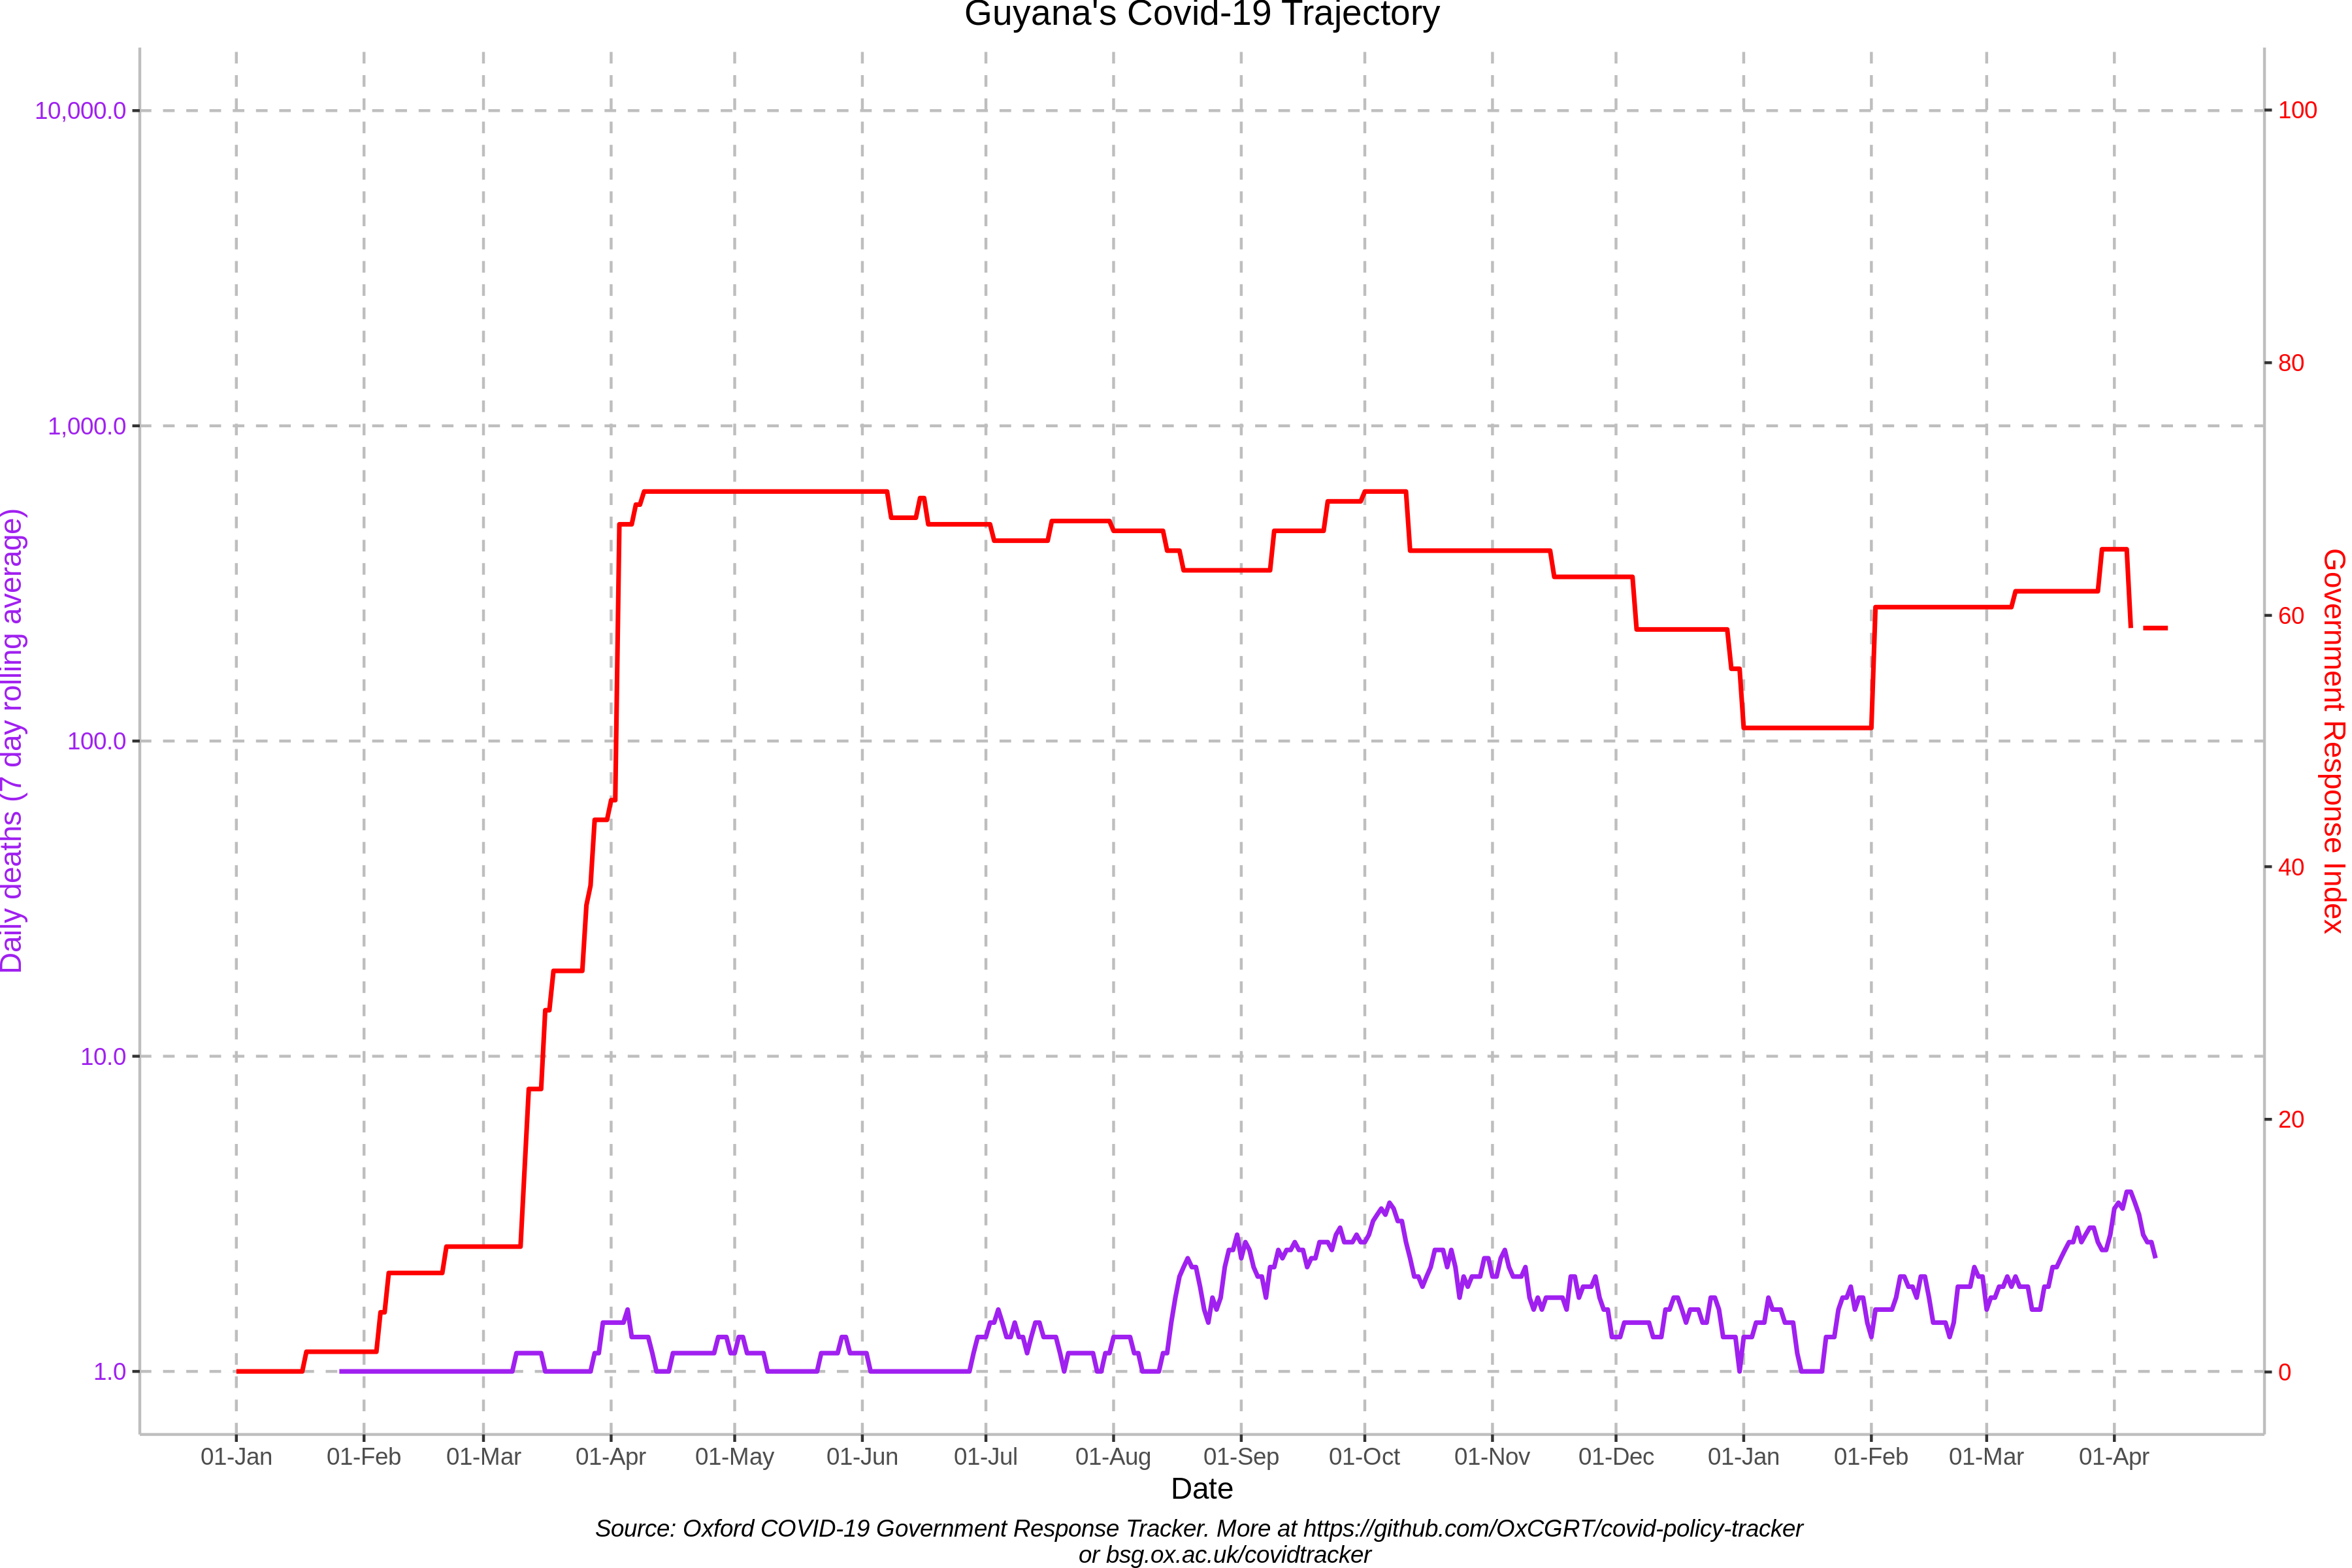 Guyana's Covid-19 Trajectory
10,000.0
1,000.0
100.0
10.0
1.0
Daily deaths (7 day rolling average)
100
80
60
40
20
0
Government Response Index
01-Jan 01-Feb 01-Mar 01-Apr 01-May 01-Jun 01-Jul 01-Aug 01-Sep 01-Oct 01-Nov 01-Dec 01-Jan 01-Feb 01-Mar 01-Apr
Date
Source: Oxford COVID-19 Government Response Tracker. More at https://github.com/OxCGRT/covid-policy-tracker
or bsg.ox.ac.uk/covidtracker